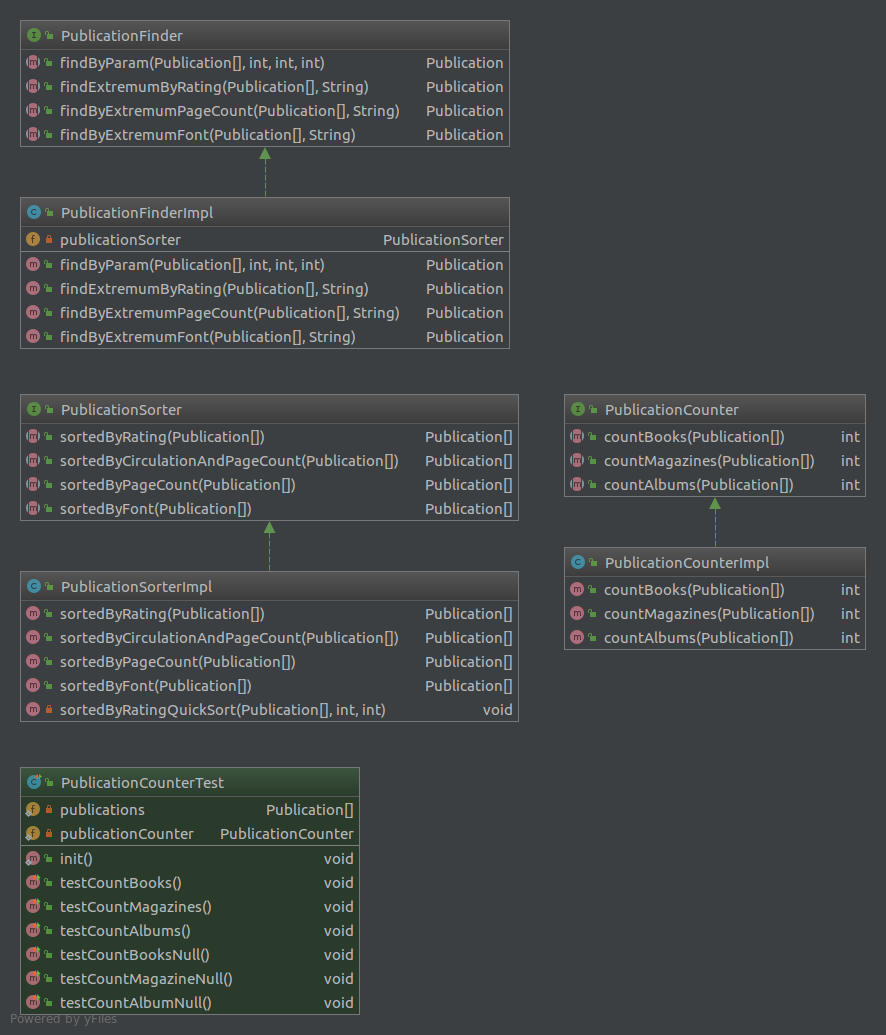 PublicationFinder
findByParam(Publication[], int, int, int) Publication
findExtremumByRating(Publication[], String) Publication
findByExtremumPageCount(Publication[], String) Publication
findByExtremumFont(Publication[], String) Publication
PublicationFinderImpl
publicationSorter PublicationSorter
findByParam(Publication[], int, int, int) Publication
findExtremumByRating(Publication[], String) Publication
findByExtremumPageCount(Publication[], String) Publication
findByExtremumFont(Publication[], String) Publication
PublicationSorter
sortedByRating(Publication[]) Publication[]
sortedByCirculationAndPageCount(Publication[]) Publication[]
sortedByPageCount(Publication[]) Publication[]
sortedByFont(Publication[]) Publication[]
PublicationSorterImpl
sortedByRating(Publication[]) Publication[]
sortedByCirculationAndPageCount(Publication[]) Publication[]
sortedByPageCount(Publication[]) Publication[]
sortedByFont(Publication[]) Publication[]
sortedByRatingQuickSort(Publication[], int, int) void
PublicationCounter
countBooks(Publication[]) int
countMagazines(Publication[]) int
countAlbums(Publication[]) int
PublicationCounterImpl
countBooks(Publication[]) int
countMagazines(Publication[]) int
countAlbums(Publication[]) int
PublicationCounterTest
publications Publication[]
publicationCounter PublicationCounter
init() void
testCountBooks() void
testCountMagazines() void
testCountAlbums() void
testCountBooksNull() void
testCountMagazineNull() void
testCountAlbumNull() void
Powered by yFiles